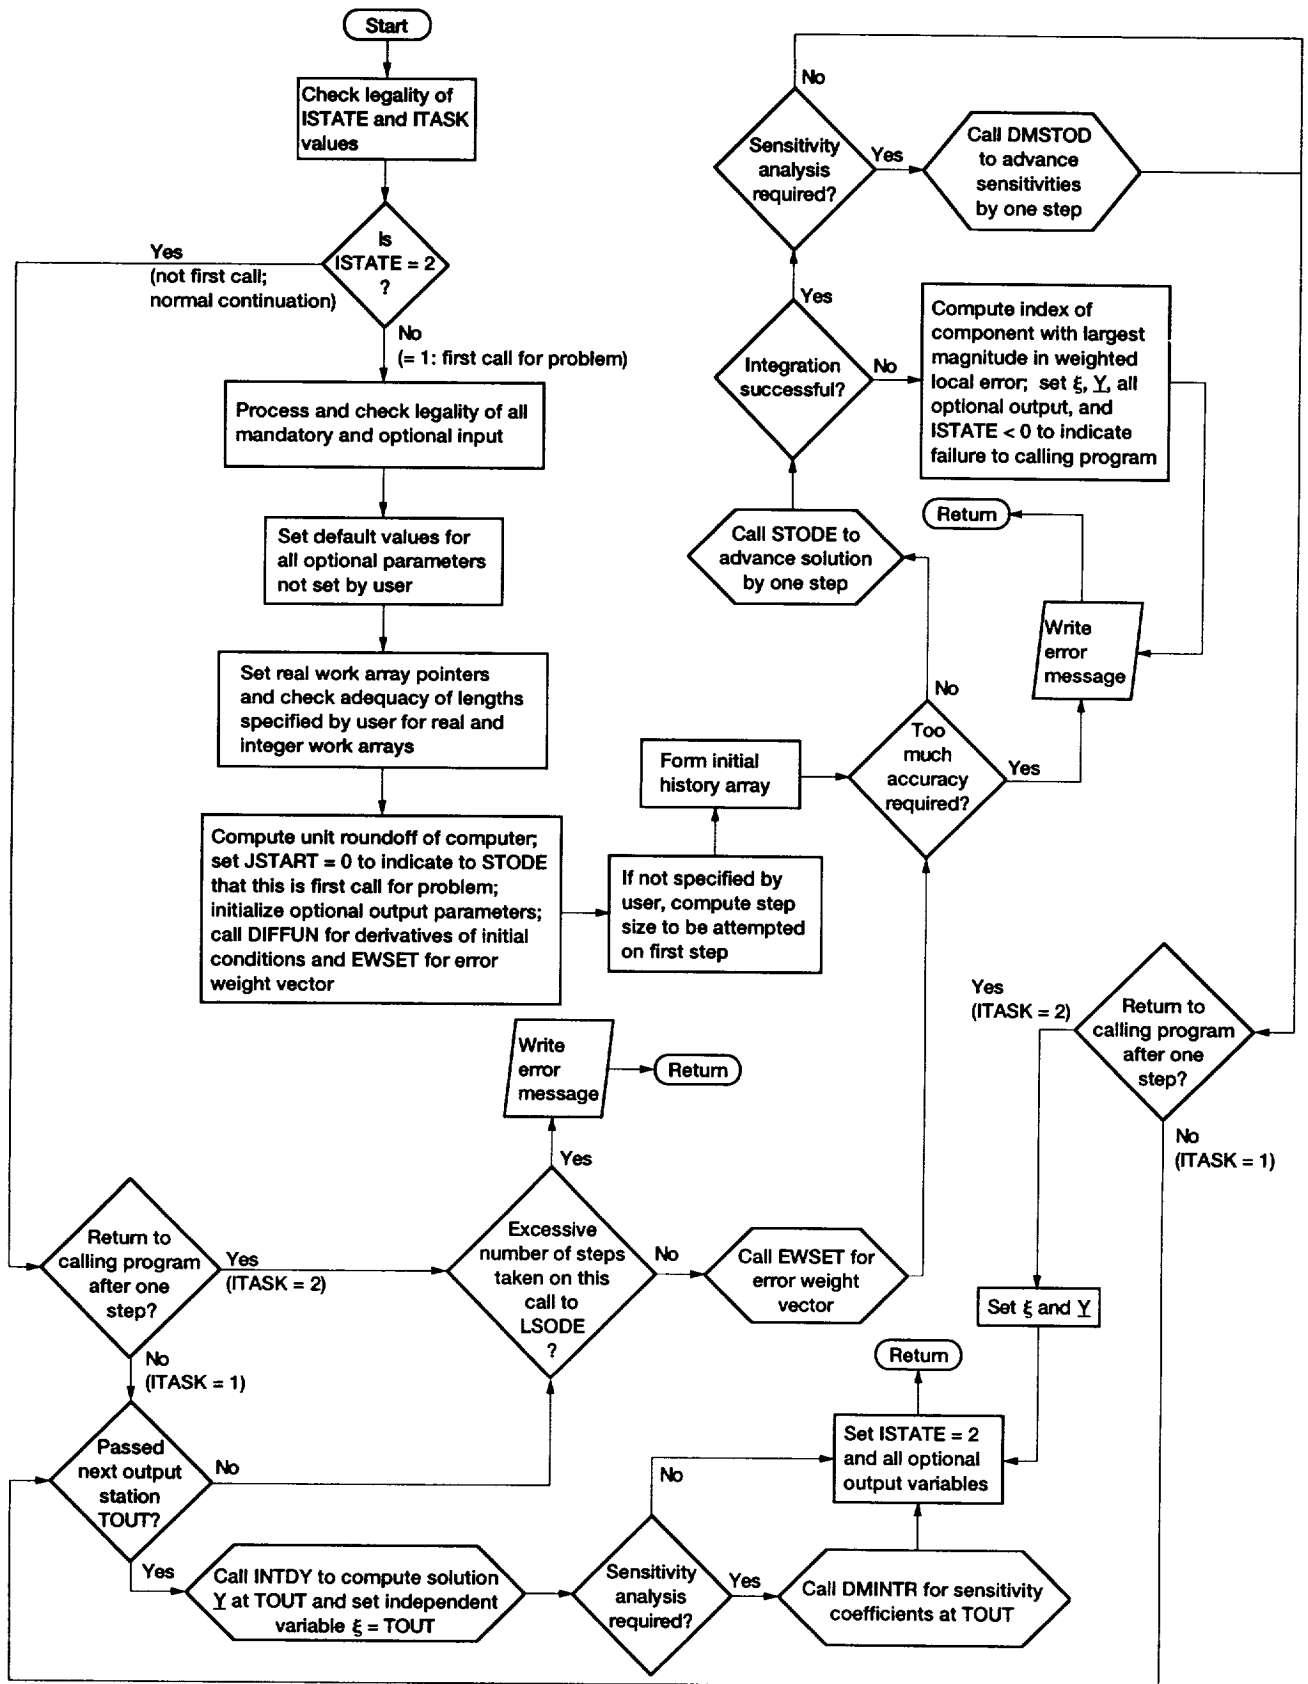 Start
Check legality of
ISTATE and ITASK
values
Is
ISTATE = 2
?
Yes
(not first call;
normal continuation)
No
(= 1: first call for problem)
Process and check legality of all
mandatory and optional input
Set default values for
all optional parameters
not set by user
Set real work array pointers
and check adequacy of lengths
specified by user for real and
integer work arrays
Compute unit roundoff of computer;
set JSTART = 0 to indicate to STODE
that this is first call for problem;
initialize optional output parameters;
call DIFFUN for derivatives of initial
conditions and EWSET for error
weight vector
If not specified by
user, compute step
size to be attempted
on first step
Form initial
history array
Too
much
accuracy
required?
Yes
No
Write
error
message
Return
Call STODE to
advance solution
by one step
Integration
successful?
No
Compute index of
component with largest
magnitude in weighted
local error; set ξ, Y, all
optional output, and
ISTATE < 0 to indicate
failure to calling program
Yes
Sensitivity
analysis
required?
No
Yes
Call DMSTOD
to advance
sensitivities
by one step
Return to
calling program
after one
step?
Yes
(ITASK = 2)
No
(ITASK = 1)
Set ξ and Y
Write
error
message
Return
Yes
Return to
calling program
after one
step?
Yes
(ITASK = 2)
Excessive
number of steps
taken on this
call to
LSODE
?
No
Call EWSET for
error weight
vector
No
(ITASK = 1)
Passed
next output
station
TOUT?
No
Yes
Call INTDY to compute solution
Y at TOUT and set independent
variable ξ = TOUT
Sensitivity
analysis
required?
No
Yes
Call DMINTR for sensitivity
coefficients at TOUT
Set ISTATE = 2
and all optional
output variables
Return